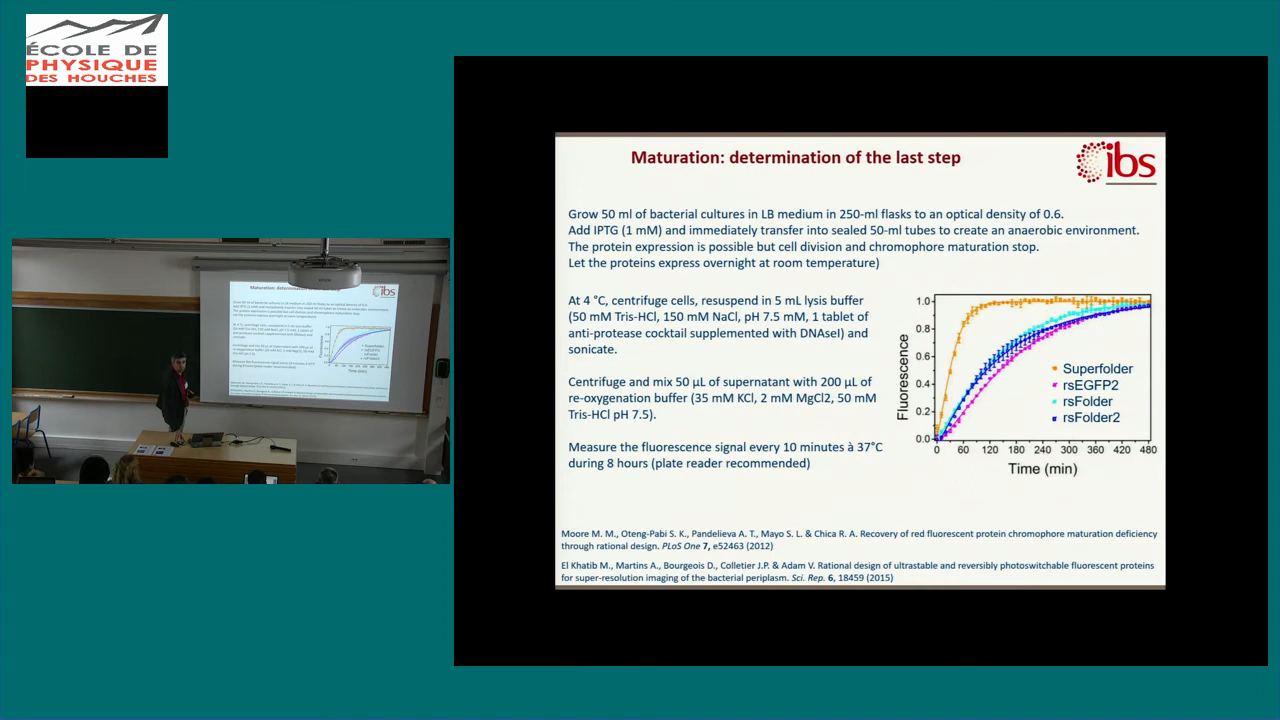 ÉCOLE DE
PHYSIQUE
DES HOUCHES
Maturation: determination of the last step
ibs
Grow 50 ml of bacterial cultures in LB medium in 250-ml flasks to an optical density of 0.6.
Add IPTG (1 mM) and immediately transfer into sealed 50-ml tubes to create an anaerobic environment.
The protein expression is possible but cell division and chromophore maturation stop.
Let the proteins express overnight at room temperature)
At 4 °C, centrifuge cells, resuspend in 5 mL lysis buffer
(50 mM Tris-HCl, 150 mM NaCl, pH 7.5 mM, 1 tablet of
anti-protease cocktail supplemented with DNAseI) and
sonicate.
Centrifuge and mix 50 µL of supernatant with 200 µL of
re-oxygenation buffer (35 mM KCl, 2 mM MgCl2, 50 mM
Tris-HCl pH 7.5).
Measure the fluorescence signal every 10 minutes à 37°C
during 8 hours (plate reader recommended)
Fluorescence
1.0
0.8
0.6
0.4
0.2
0.0
Superfolder
rsEGFP2
rsFolder
rsFolder2
0 60 120 180 240 300 360 420 480
Time (min)
Moore M. M., Oteng-Pabi S. K., Pandelieva A. T., Mayo S. L. & Chica R. A. Recovery of red fluorescent protein chromophore maturation deficiency
through rational design. PLoS One 7, e52463 (2012)
El Khatib M., Martins A., Bourgeois D., Colletier J.P. & Adam V. Rational design of ultrastable and reversibly photoswitchable fluorescent proteins
for super-resolution imaging of the bacterial periplasm. Sci. Rep. 6, 18459 (2015)